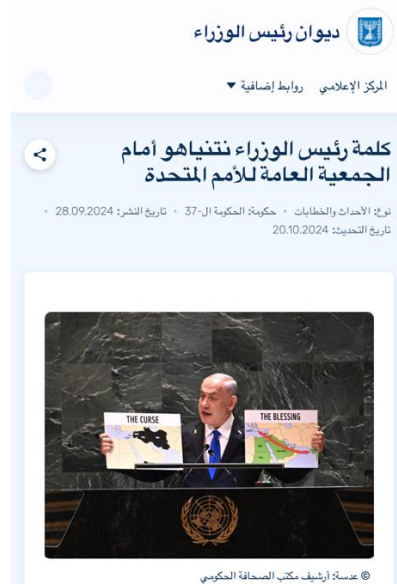 ديوان رئيس الوزراء
المركز الإعلامي روابط إضافية
كلمة رئيس الوزراء نتنياهو أمام
الجمعية العامة للأمم المتحدة
نوع: الأحداث والخطابات • حكومة: الحكومة ال-37 • تاريخ النشر: 28.09.2024 •
تاريخ التحديث: 20.10.2024
THE CURSE
THE BLESSING
© عدسة: أرشيف مكتب الصحافة الحكومي